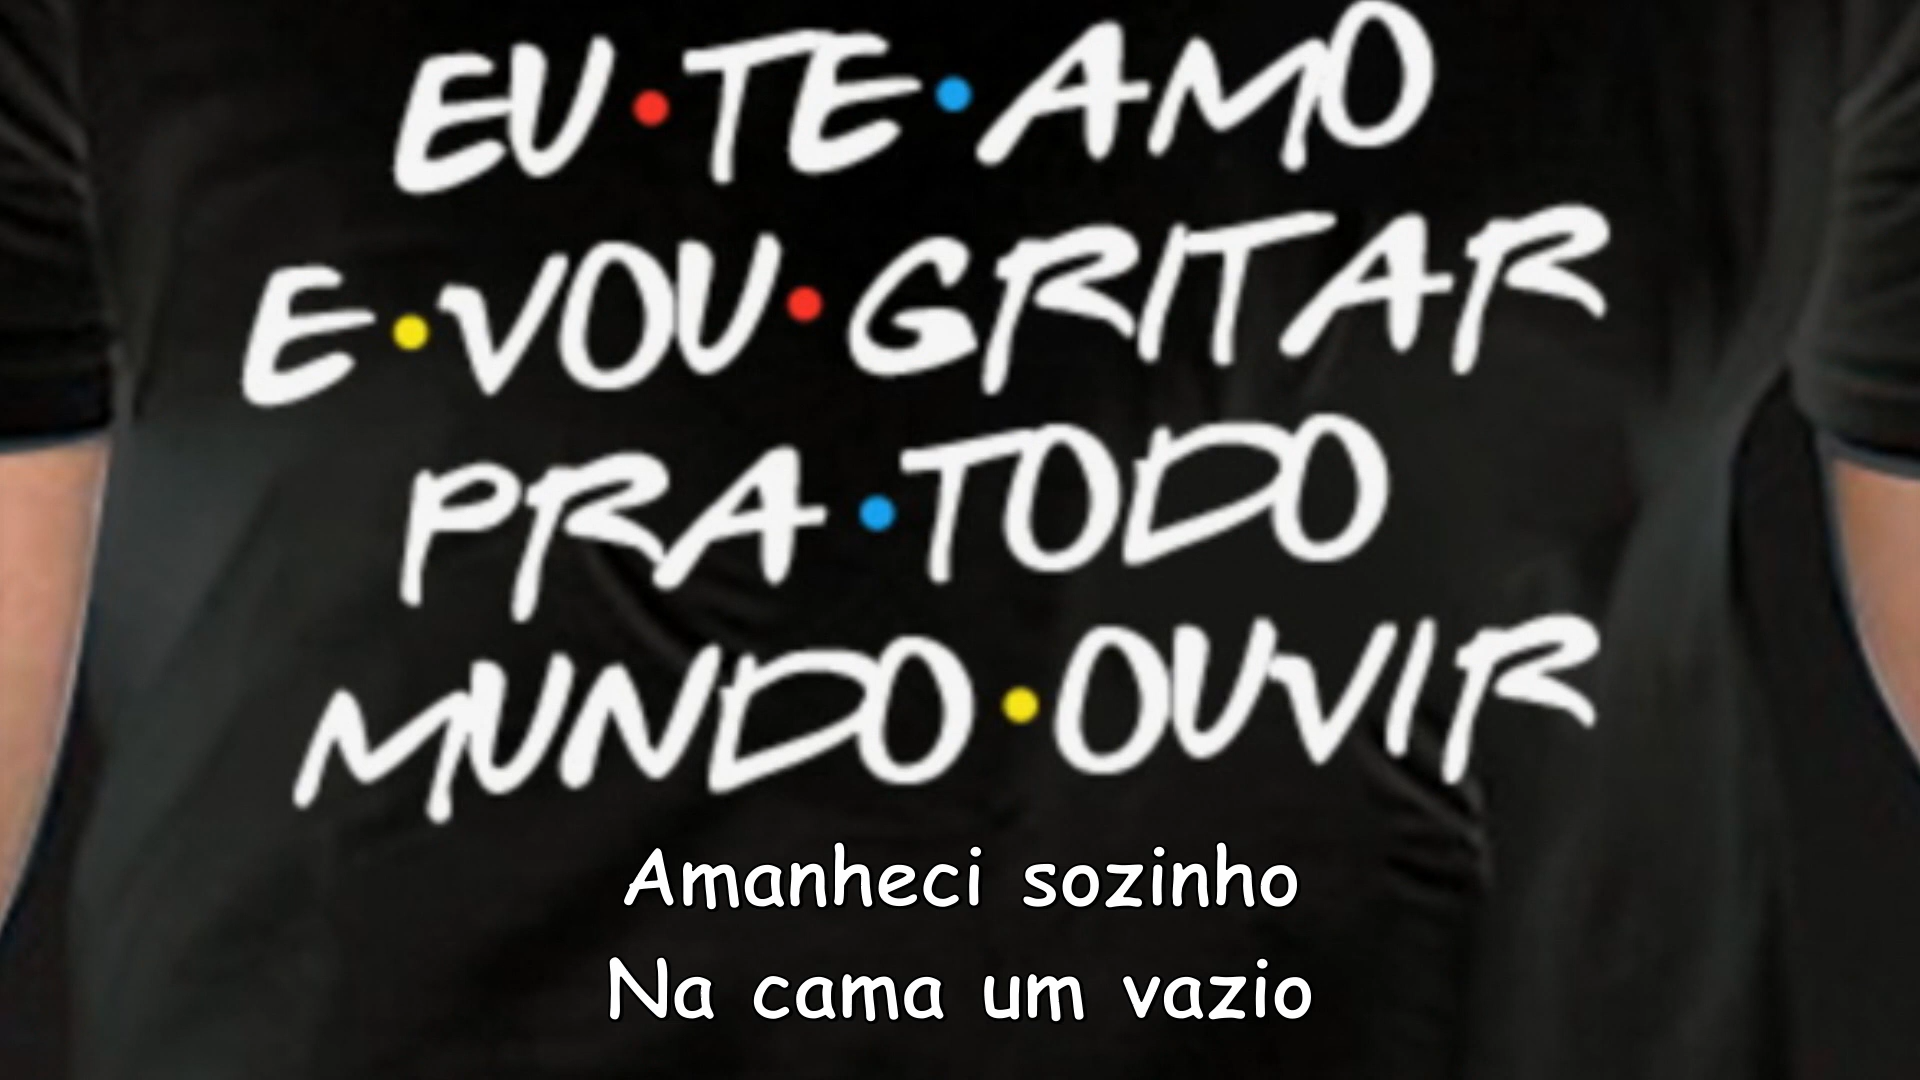 EU•TE•AMO
E•VOU•GRITAR
PRA•TODO
MUNDO•OUVIR
Amanheci sozinho
Na cama um vazio